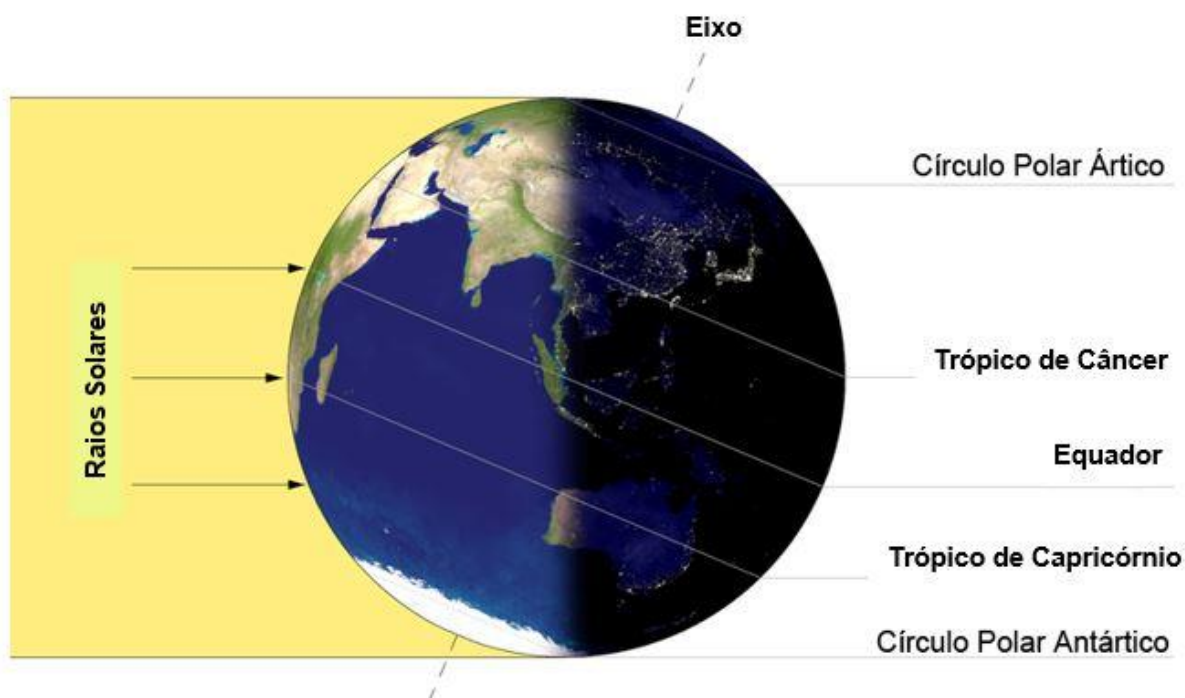 Eixo
Círculo Polar Ártico
Trópico de Câncer
Raios Solares
Equador
Trópico de Capricórnio
Círculo Polar Antártico